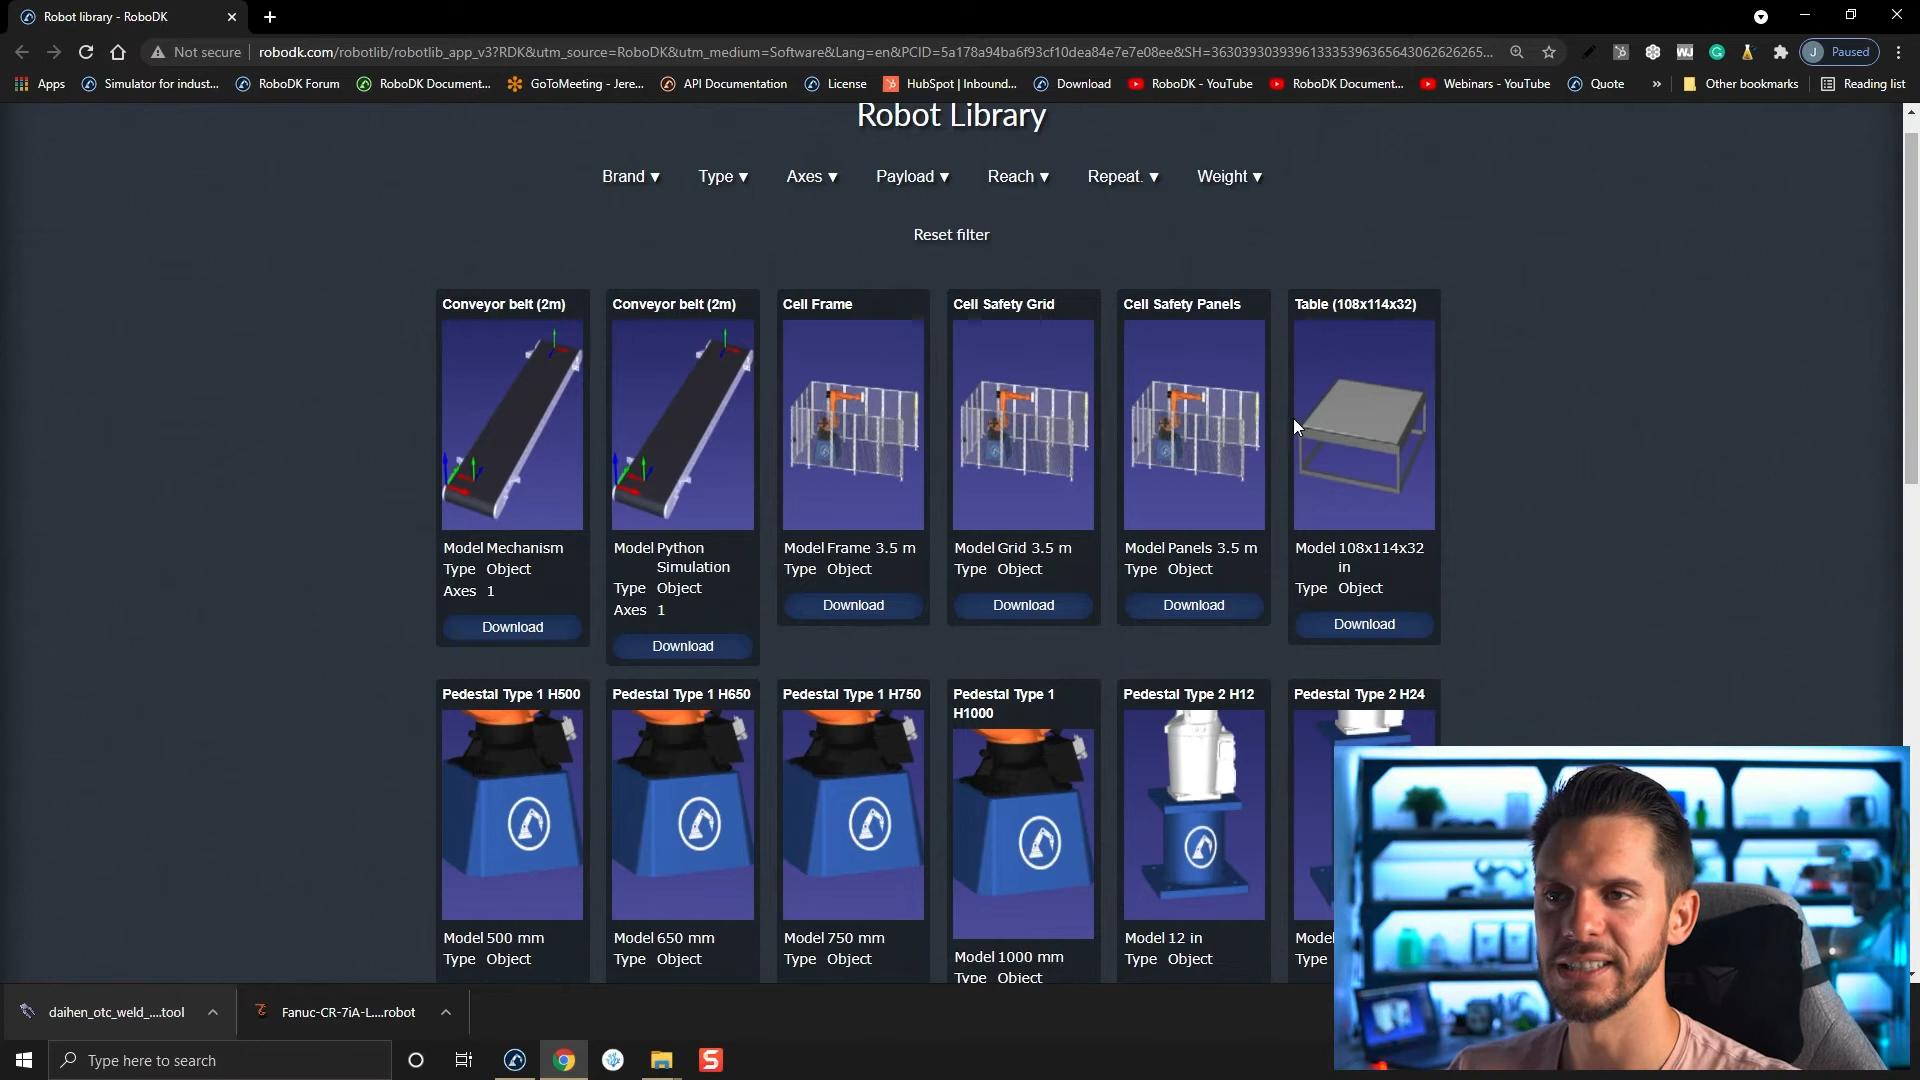 Robot library - RoboDK
Not secure robodk.com/robotlib/robotlib_app_v3?RDK&utm_source=RoboDK&utm_medium=Software&Lang=en&PCID=5a178a94ba6f93cf10dea84e7e7e08ee&SH=36303930393961333539636564306262626265... J Paused
Apps Simulator for indust... RoboDK Forum RoboDK Document... GoToMeeting - Jere... API Documentation License HubSpot | Inbound... Download RoboDK - YouTube RoboDK Document... Webinars - YouTube Quote » Other bookmarks Reading list
Robot Library
Brand ▼ Type ▼ Axes ▼ Payload ▼ Reach ▼ Repeat. ▼ Weight ▼
Reset filter
Conveyor belt (2m) Conveyor belt (2m) Cell Frame Cell Safety Grid Cell Safety Panels Table (108x114x32)
Model Mechanism Model Python Model Frame 3.5 m Model Grid 3.5 m Model Panels 3.5 m Model 108x114x32
Type Object Simulation Type Object Type Object Type Object in
Axes 1 Type Object Type Object
Axes 1 Download Download Download
Download Download
Download
Pedestal Type 1 H500 Pedestal Type 1 H650 Pedestal Type 1 H750 Pedestal Type 1 Pedestal Type 2 H12 Pedestal Type 2 H24
H1000
Model 500 mm Model 650 mm Model 750 mm Model 12 in Model
Type Object Type Object Type Object Model 1000 mm Type Object Type
Type Object
daihen_otc_weld_....tool Fanuc-CR-7iA-L....robot
Type here to search S